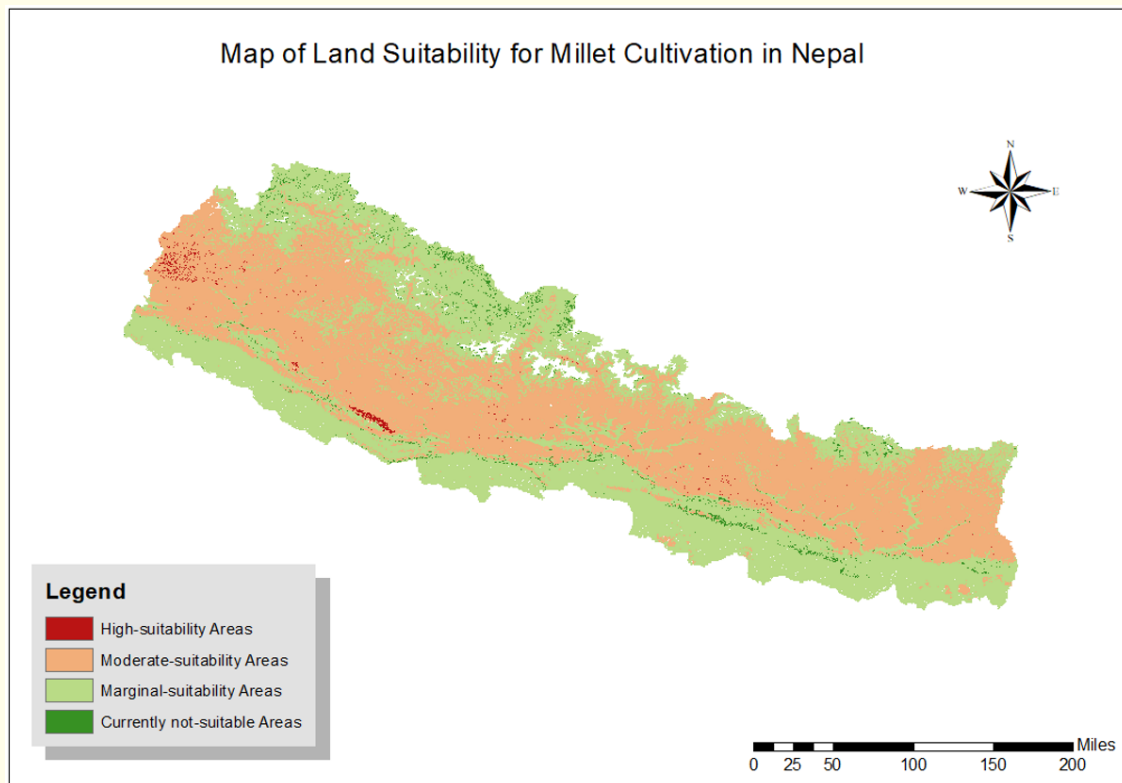 Map of Land Suitability for Millet Cultivation in Nepal
N
W E
S
Legend
High-suitability Areas
Moderate-suitability Areas
Marginal-suitability Areas
Currently not-suitable Areas
Miles
0 25 50 100 150 200